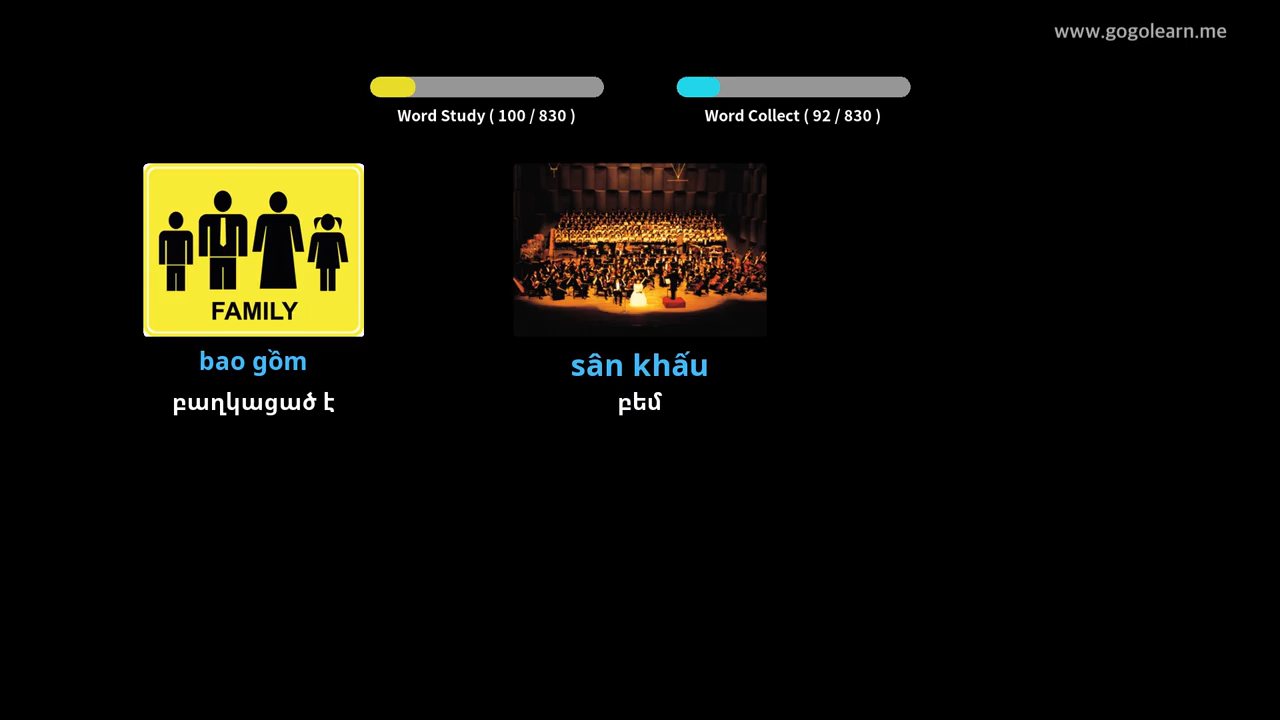 www.gogolearn.me
Word Study ( 100 / 830 )
Word Collect ( 92 / 830 )
FAMILY
bao gồm
բաղկացած է
sân khấu
բեմ